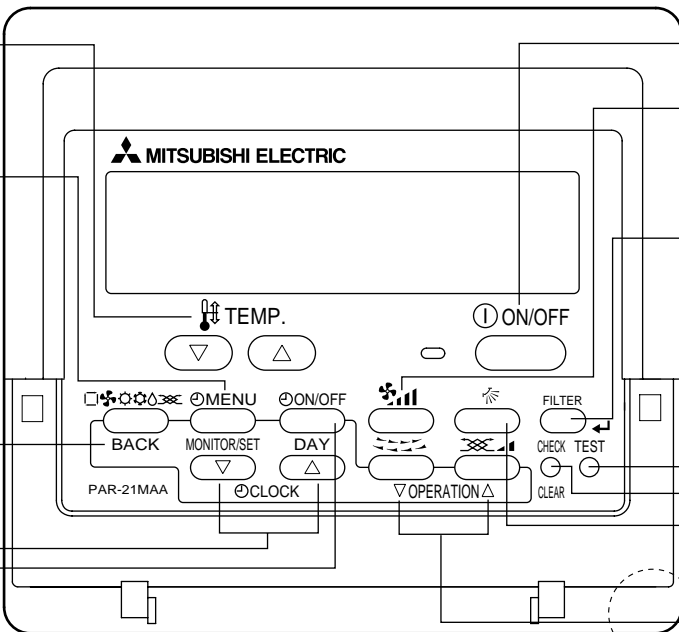 MITSUBISHI ELECTRIC
TEMP.
ON/OFF
MENU
ON/OFF
FILTER
BACK
MONITOR/SET
DAY
CHECK
TEST
PAR-21MAA
CLOCK
OPERATION
CLEAR